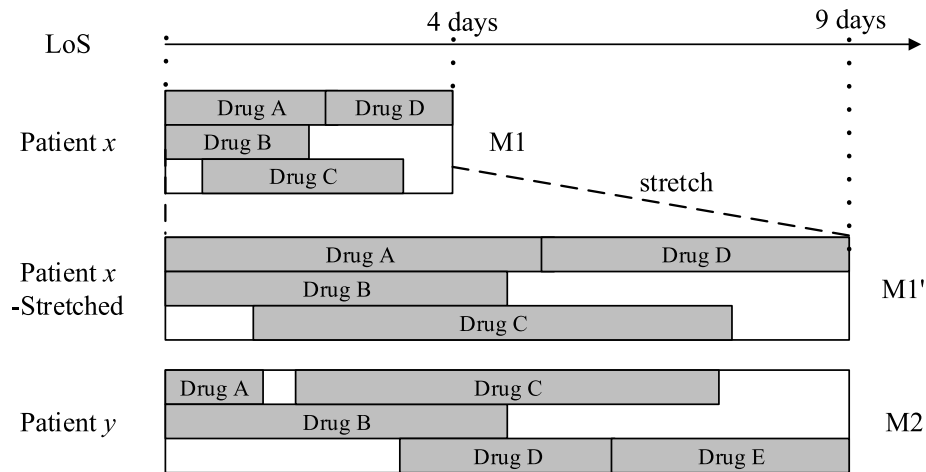 4 days
9 days
LoS
Drug A
Drug D
Patient x
Drug B
M1
Drug C
stretch
Patient x
-Stretched
Drug A
Drug D
Drug B
M1'
Drug C
Drug A
Drug C
Patient y
Drug B
M2
Drug D
Drug E